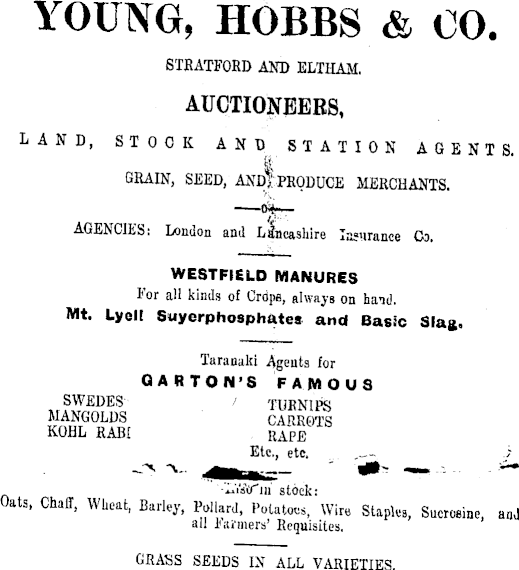 YOUNG, HOBBS & CO.
STRATFORD AND ELTHAM.
AUCTIONEERS,
LAND, STOCK AND STATION AGENTS.
GRAIN, SEED, AND PRODUCE MERCHANTS.
AGENCIES: London and Lancashire Insurance Co.
WESTFIELD MANURES
For all kinds of Crops, always on hand.
Mt. Lyell Suyerphosphates and Basic Slag.
Taranaki Agents for
GARTON'S FAMOUS
SWEDES TURNIPS
MANGOLDS CARROTS
KOHL RABI RAPE
Etc., etc.
Also in stock:
Oats, Chaff, Wheat, Barley, Pollard, Potatoes, Wire Staples, Sucrosine, and
all Farmers' Requisites.
GRASS SEEDS IN ALL VARIETIES.